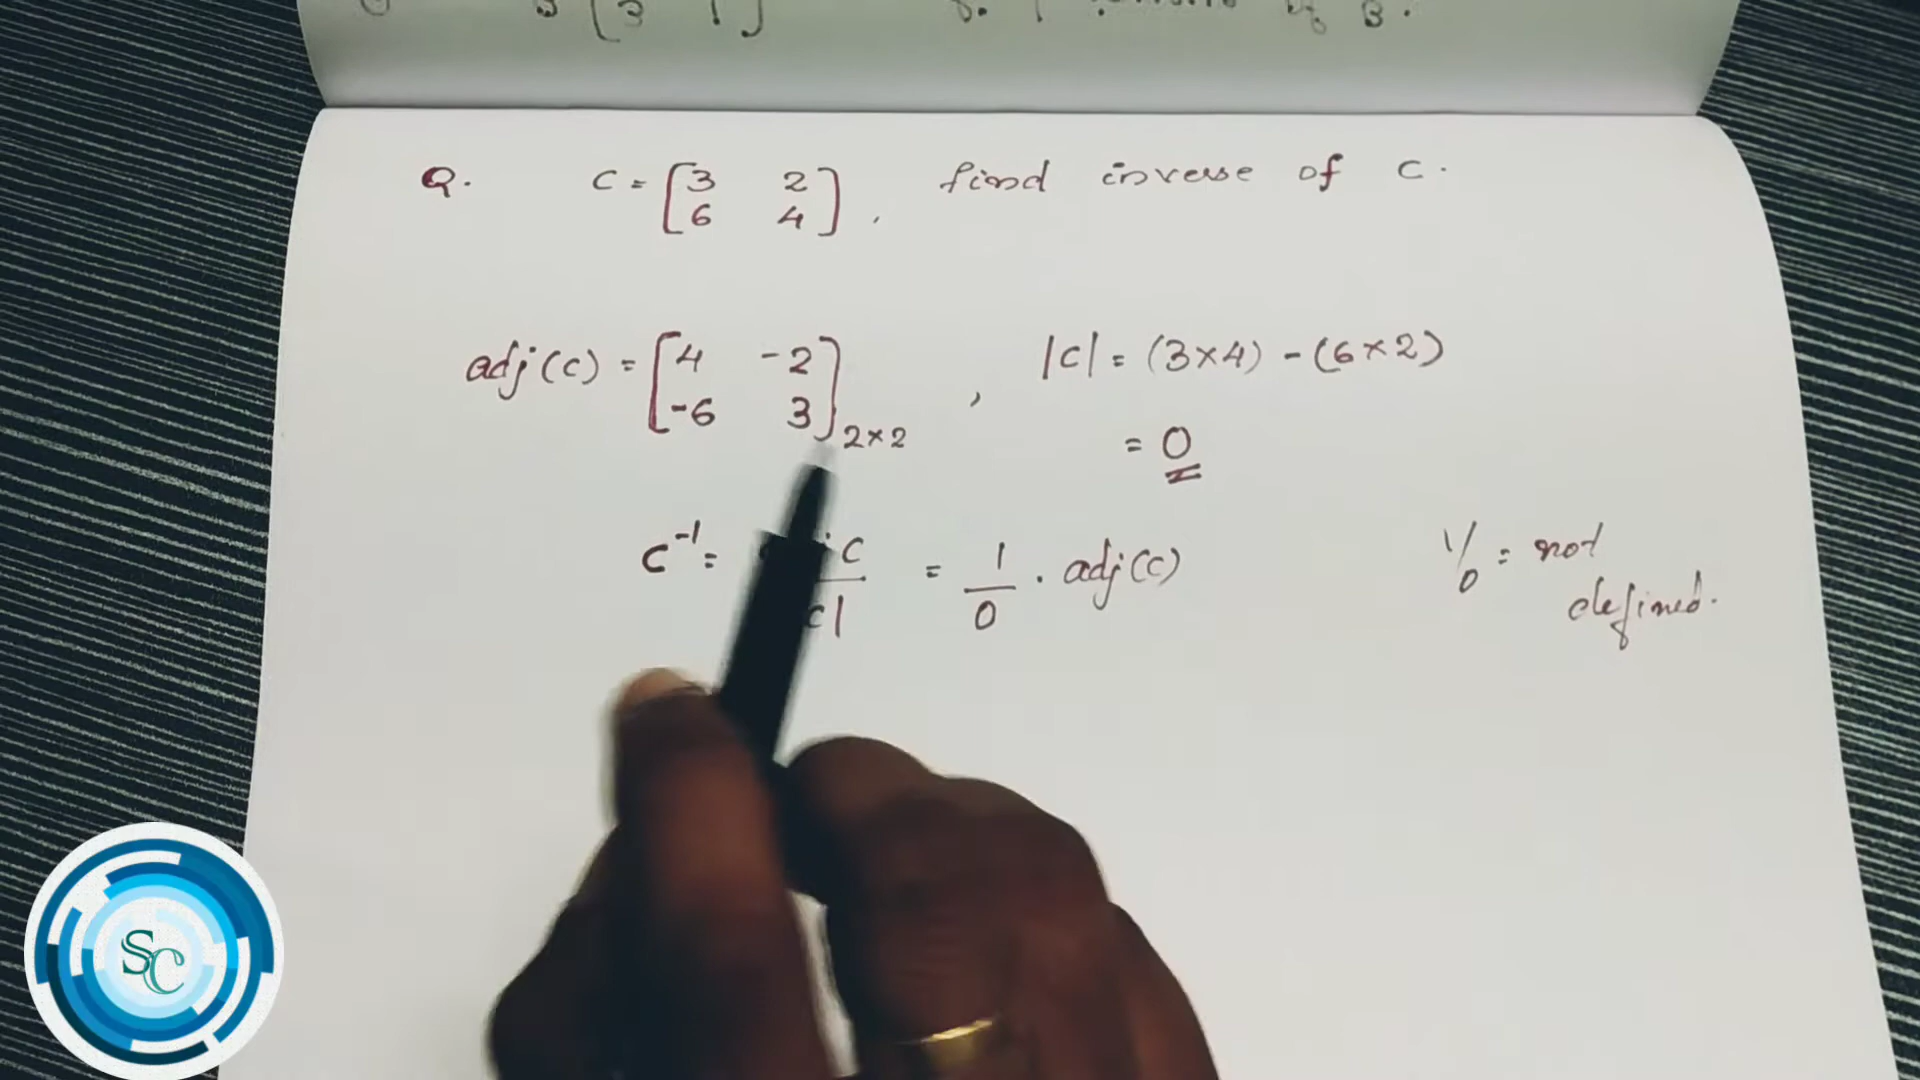 Q. C = [3 2
6 4], find inverse of C.
adj(C) = [4 -2
-6 3]2×2 , |C| = (3×4) - (6×2)
= 0
C⁻¹ = C = 1/0 . adj(C)
1/0 = not
defined.
SC